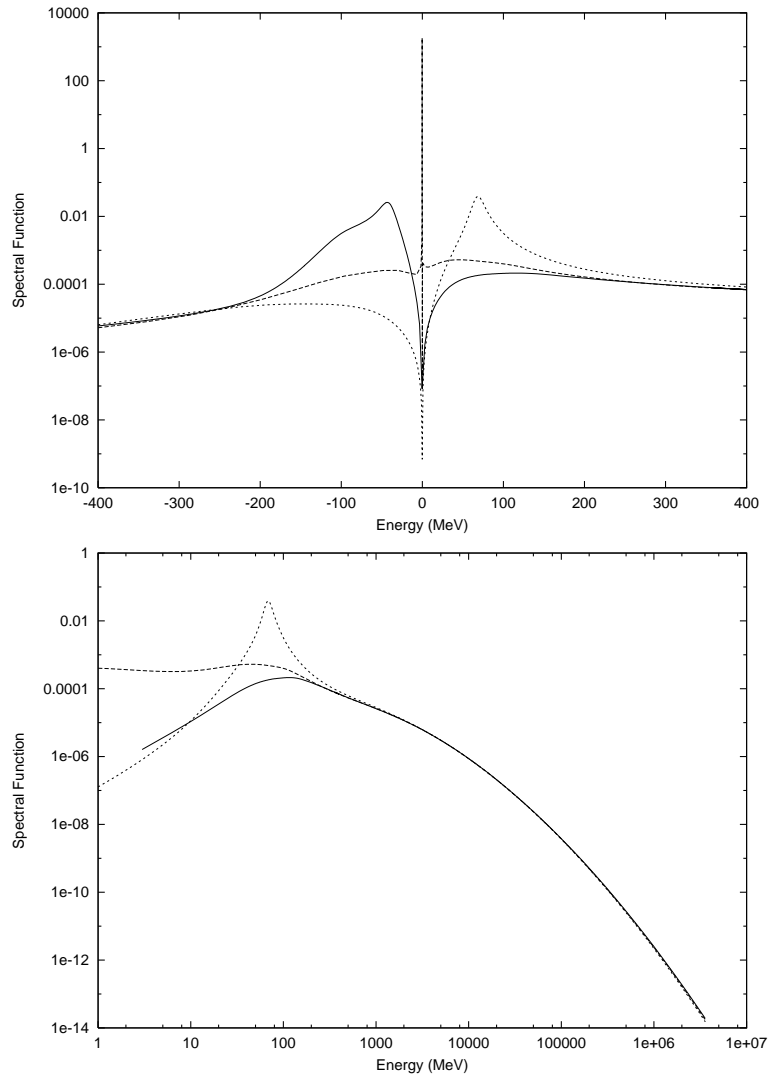 10000
100
1
0.01
0.0001
1e-06
1e-08
1e-10
Spectral Function
-400 -300 -200 -100 0 100 200 300 400
Energy (MeV)
1
0.01
0.0001
1e-06
1e-08
1e-10
1e-12
1e-14
Spectral Function
1 10 100 1000 10000 100000 1e+06 1e+07
Energy (MeV)